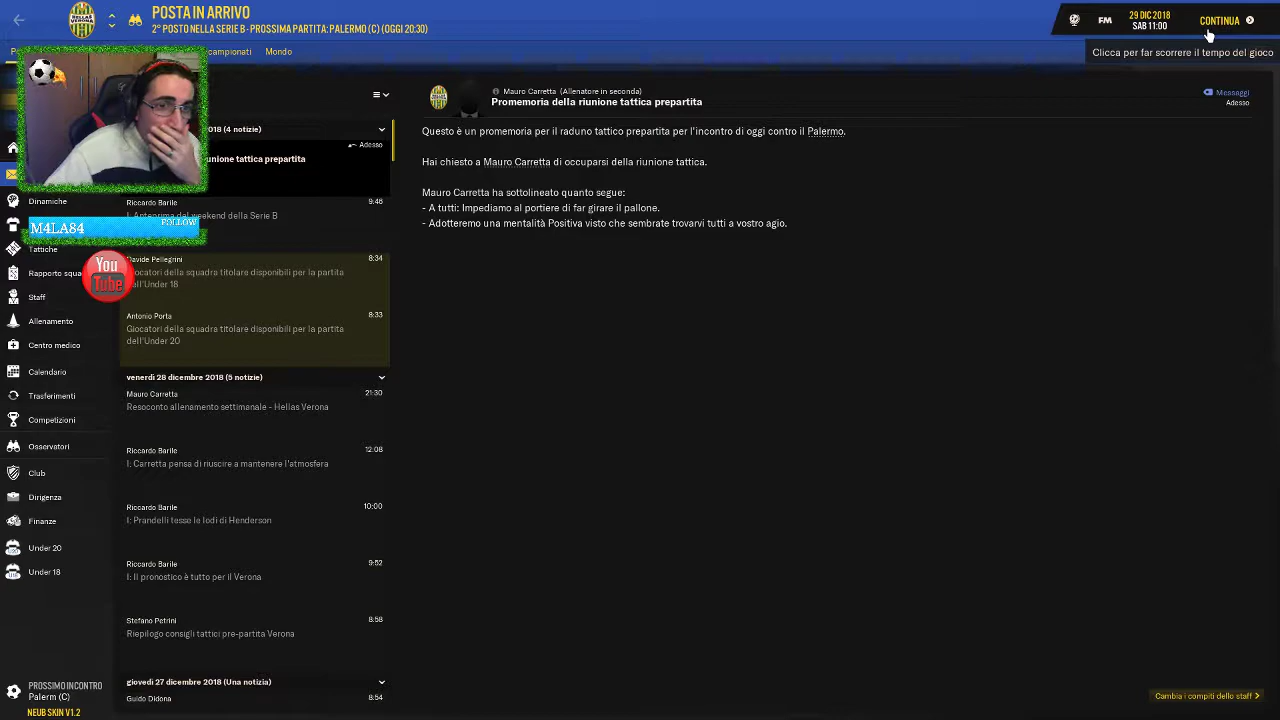 POSTA IN ARRIVO
2° POSTO NELLA SERIE B - PROSSIMA PARTITA: PALERMO (C) (OGGI 20:30)
FM
29 DIC 2018
SAB 11:00
CONTINUA
Clicca per far scorrere il tempo del gioco
campionati
Mondo
2018 (4 notizie)
Adesso
unione tattica prepartita
Riccardo Barile
9:46
I: Anteprima del weekend della Serie B
Davide Pellegrini
8:34
Giocatori della squadra titolare disponibili per la partita
dell'Under 18
Antonio Porta
8:33
Giocatori della squadra titolare disponibili per la partita
dell'Under 20
venerdì 28 dicembre 2018 (5 notizie)
Mauro Carretta
21:30
Resoconto allenamento settimanale - Hellas Verona
Riccardo Barile
12:08
I: Carretta pensa di riuscire a mantenere l'atmosfera
Riccardo Barile
10:00
I: Prandelli tesse le lodi di Henderson
Riccardo Barile
9:52
I: Il pronostico è tutto per il Verona
Stefano Petrini
8:58
Riepilogo consigli tattici pre-partita Verona
giovedì 27 dicembre 2018 (Una notizia)
Guido Didona
8:54
Mauro Carretta (Allenatore in seconda)
Promemoria della riunione tattica prepartita
Messaggi
Adesso
Questo è un promemoria per il raduno tattico prepartita per l'incontro di oggi contro il Palermo.
Hai chiesto a Mauro Carretta di occuparsi della riunione tattica.
Mauro Carretta ha sottolineato quanto segue:
- A tutti: Impediamo al portiere di far girare il pallone.
- Adotteremo una mentalità Positiva visto che sembrate trovarvi tutti a vostro agio.
Cambia i compiti dello staff
M4LA84
FOLLOW
You
Tube
Dinamiche
Tattiche
Rapporto squa
Staff
Allenamento
Centro medico
Calendario
Trasferimenti
Competizioni
Osservatori
Club
Dirigenza
Finanze
Under 20
Under 18
PROSSIMO INCONTRO
Palerm (C)
NEUB SKIN V1.2